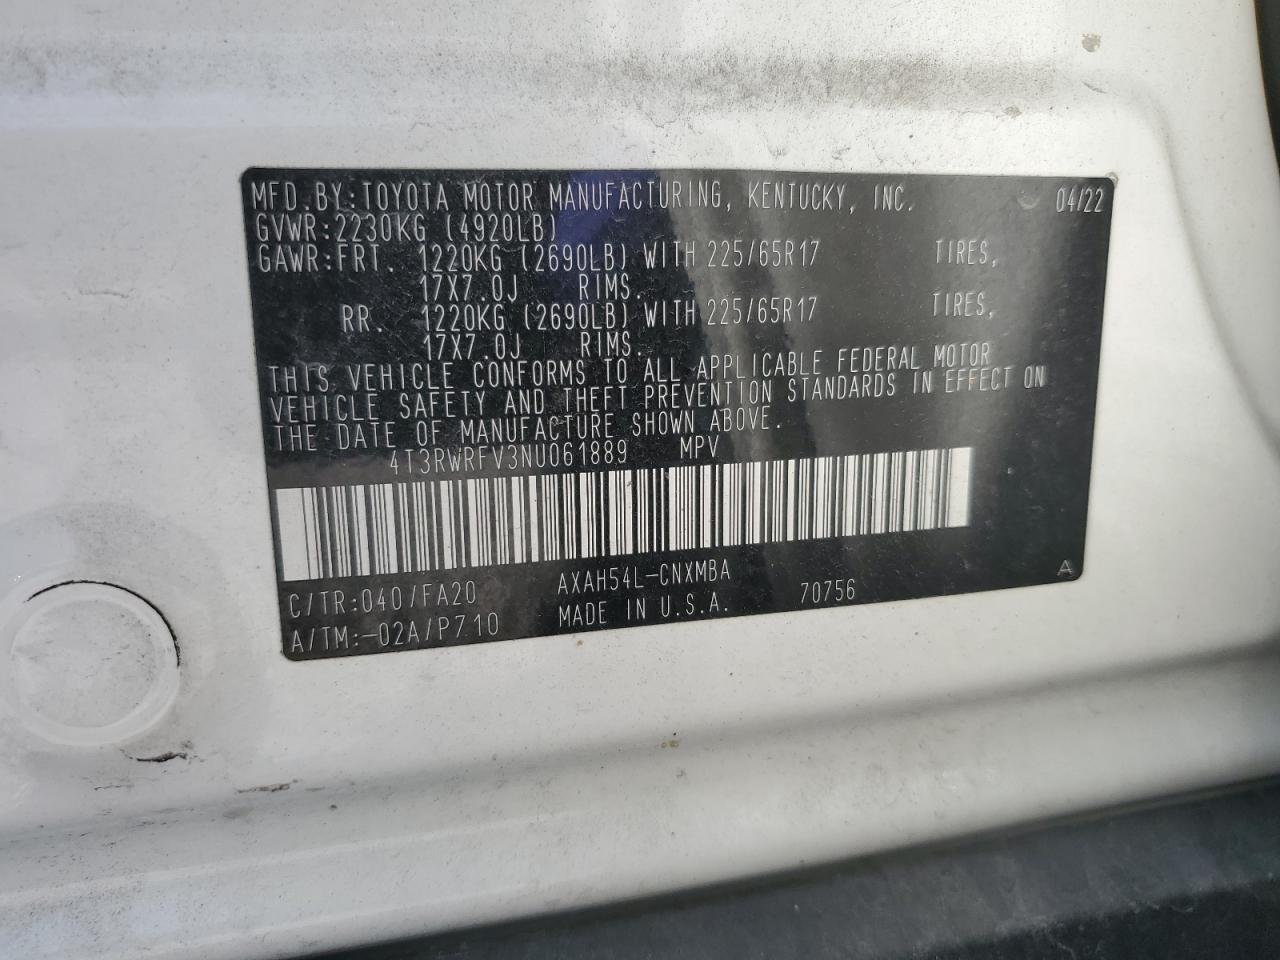 MFD.BY:TOYOTA MOTOR MANUFACTURING, KENTUCKY, INC. 04/22
GVWR:2230KG (4920LB)
GAWR:FRT. 1220KG (2690LB) WITH 225/65R17 TIRES,
17X7.0J RIMS.
RR. 1220KG (2690LB) WITH 225/65R17 TIRES,
17X7.0J RIMS.
THIS VEHICLE CONFORMS TO ALL APPLICABLE FEDERAL MOTOR
VEHICLE SAFETY AND THEFT PREVENTION STANDARDS IN EFFECT ON
THE DATE OF MANUFACTURE SHOWN ABOVE.
4T3RWRFV3NU061889 MPV
C/TR:040/FA20 AXAH54L-CNXMBA 70756 A
A/TM:-02A/P710 MADE IN U.S.A.